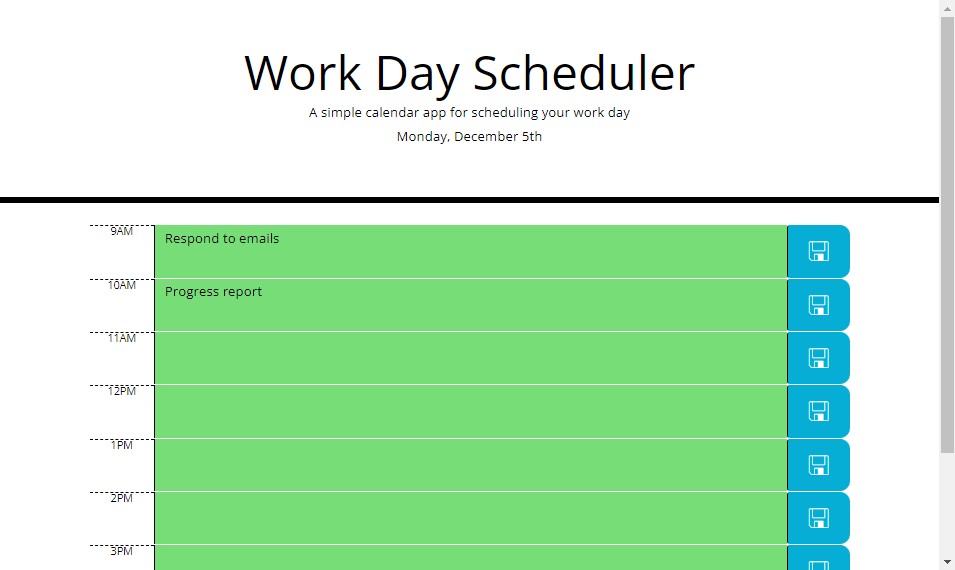 Work Day Scheduler
A simple calendar app for scheduling your work day
Monday, December 5th
9AM
Respond to emails
10AM
Progress report
11AM
12PM
1PM
2PM
3PM